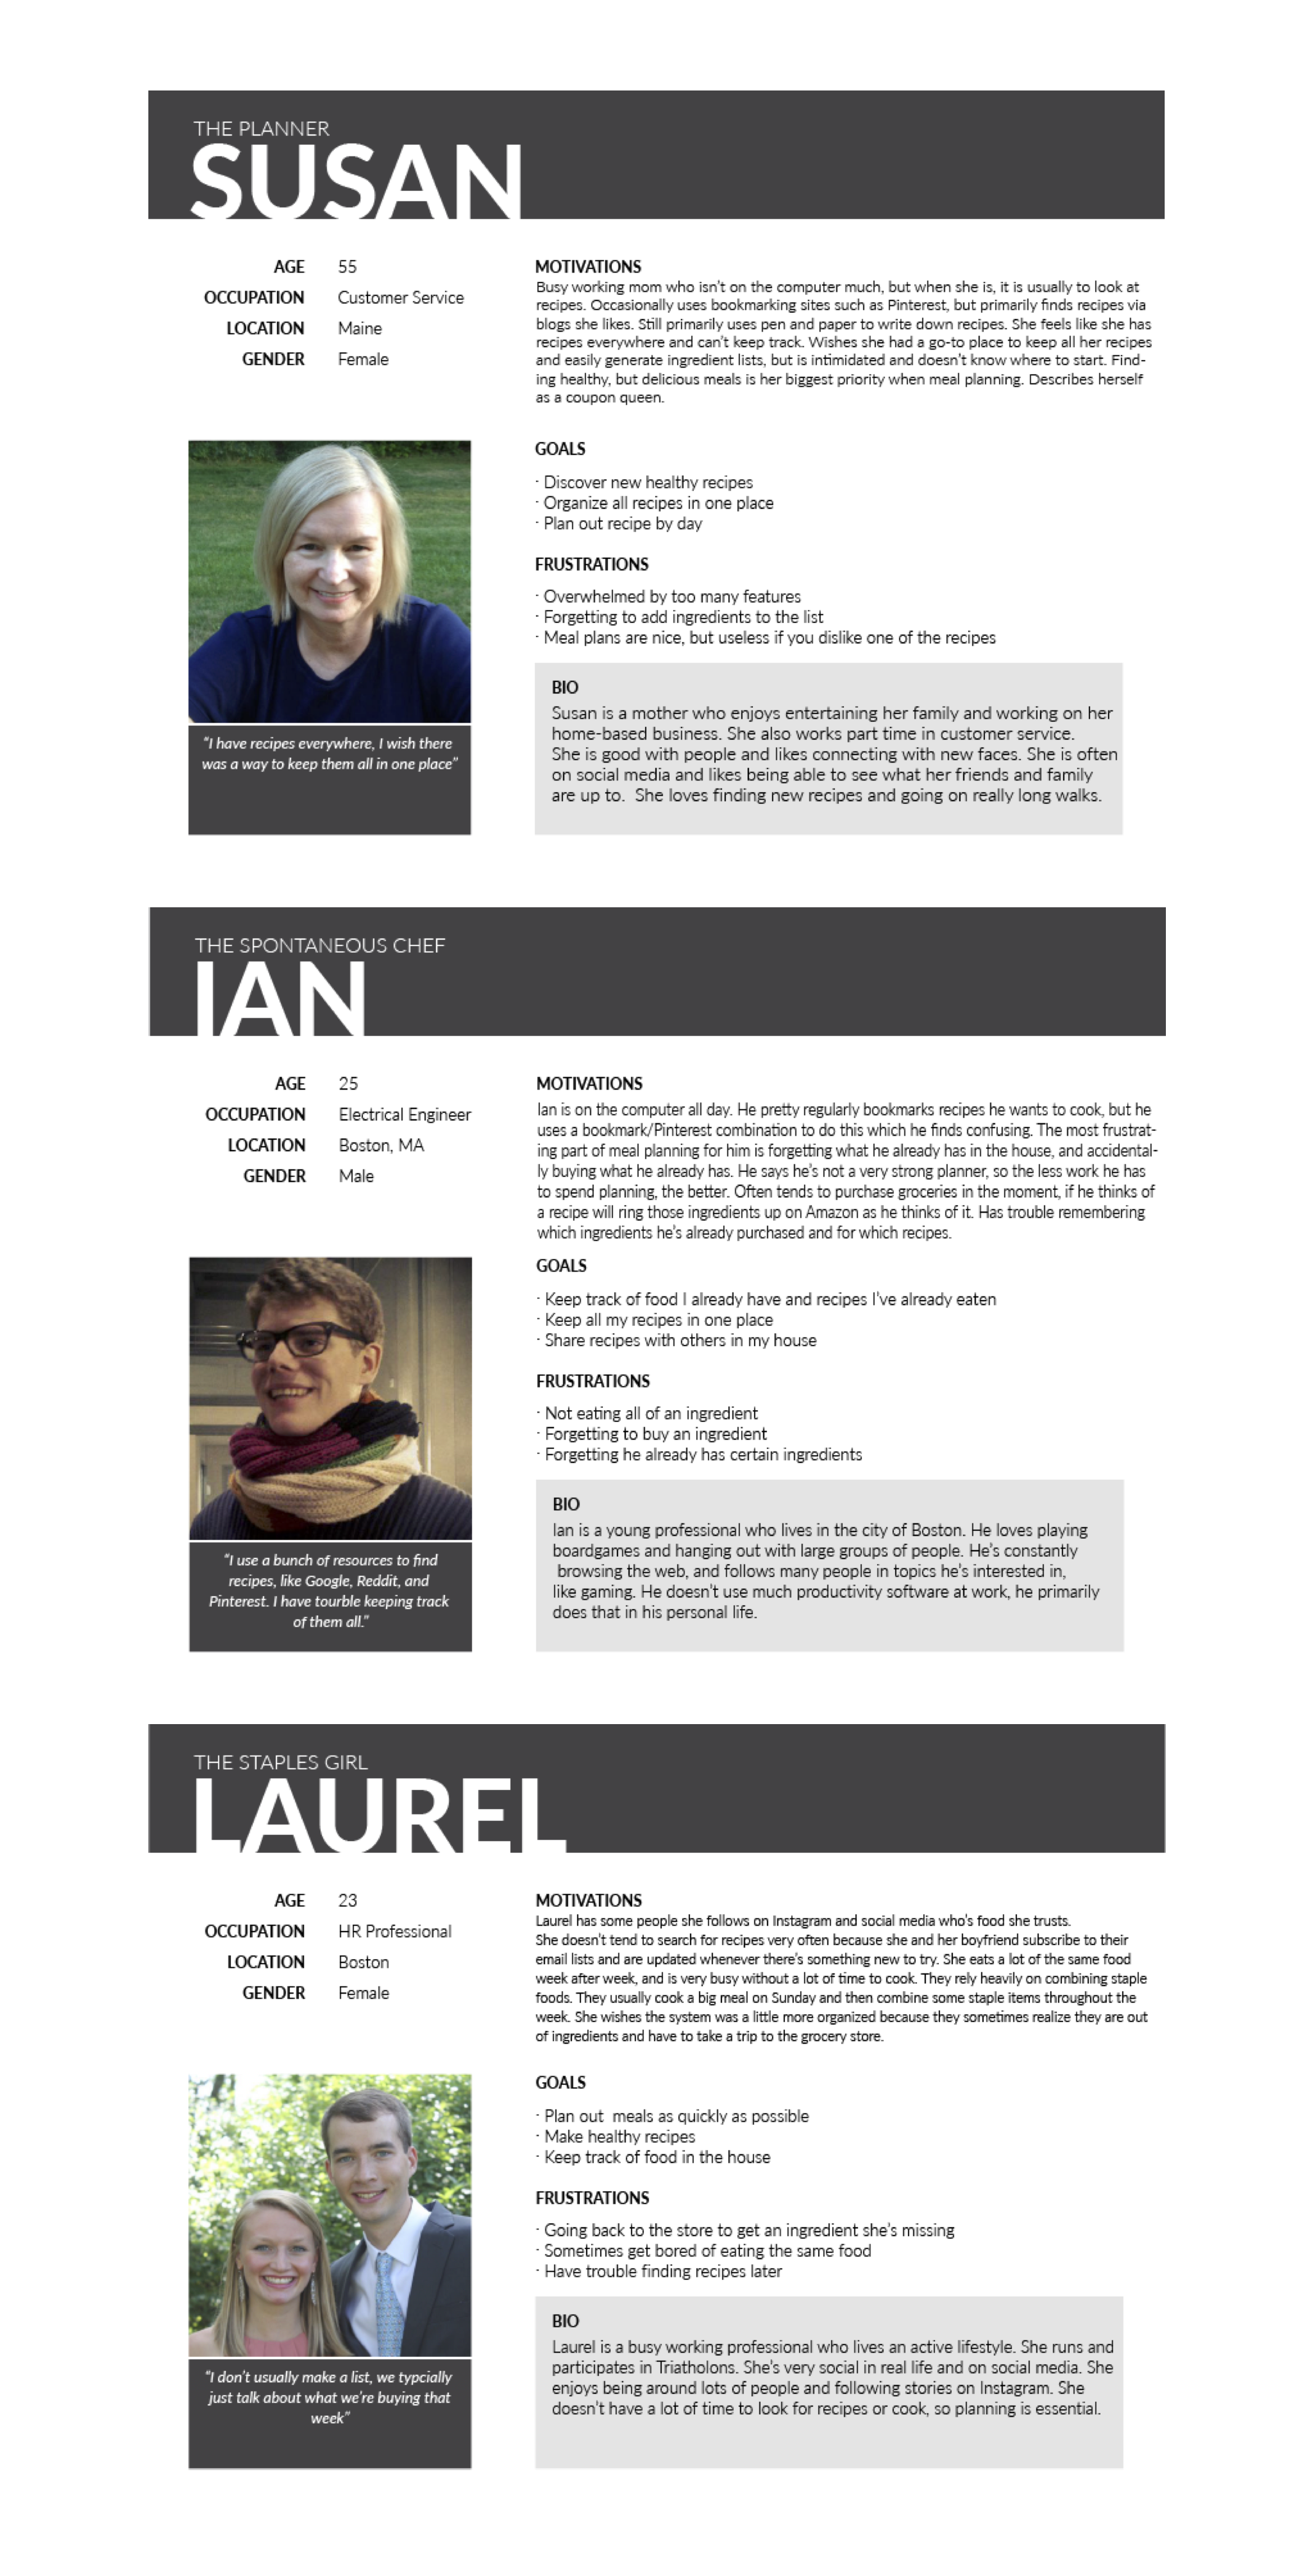 THE PLANNER
SUSAN
AGE 55
OCCUPATION Customer Service
LOCATION Maine
GENDER Female
MOTIVATIONS
Busy working mom who isn't on the computer much, but when she is, it is usually to look at
recipes. Occasionally uses bookmarking sites such as Pinterest, but primarily finds recipes via
blogs she likes. Still primarily uses pen and paper to write down recipes. She feels like she has
recipes everywhere and can't keep track. Wishes she had a go-to place to keep all her recipes
and easily generate ingredient lists, but is intimidated and doesn't know where to start. Find-
ing healthy, but delicious meals is her biggest priority when meal planning. Describes herself
as a coupon queen.
GOALS
· Discover new healthy recipes
· Organize all recipes in one place
· Plan out recipe by day
FRUSTRATIONS
· Overwhelmed by too many features
· Forgetting to add ingredients to the list
· Meal plans are nice, but useless if you dislike one of the recipes
"I have recipes everywhere, I wish there
was a way to keep them all in one place"
BIO
Susan is a mother who enjoys entertaining her family and working on her
home-based business. She also works part time in customer service.
She is good with people and likes connecting with new faces. She is often
on social media and likes being able to see what her friends and family
are up to. She loves finding new recipes and going on really long walks.
THE SPONTANEOUS CHEF
IAN
AGE 25
OCCUPATION Electrical Engineer
LOCATION Boston, MA
GENDER Male
MOTIVATIONS
Ian is on the computer all day. He pretty regularly bookmarks recipes he wants to cook, but he
uses a bookmark/Pinterest combination to do this which he finds confusing. The most frustrat-
ing part of meal planning for him is forgetting what he already has in the house, and accidental-
ly buying what he already has. He says he's not a very strong planner, so the less work he has
to spend planning, the better. Often tends to purchase groceries in the moment, if he thinks of
a recipe will ring those ingredients up on Amazon as he thinks of it. Has trouble remembering
which ingredients he's already purchased and for which recipes.
GOALS
· Keep track of food I already have and recipes I've already eaten
· Keep all my recipes in one place
· Share recipes with others in my house
FRUSTRATIONS
· Not eating all of an ingredient
· Forgetting to buy an ingredient
· Forgetting he already has certain ingredients
"I use a bunch of resources to find
recipes, like Google, Reddit, and
Pinterest. I have tourble keeping track
of them all."
BIO
Ian is a young professional who lives in the city of Boston. He loves playing
boardgames and hanging out with large groups of people. He's constantly
browsing the web, and follows many people in topics he's interested in,
like gaming. He doesn't use much productivity software at work, he primarily
does that in his personal life.
THE STAPLES GIRL
LAUREL
AGE 23
OCCUPATION HR Professional
LOCATION Boston
GENDER Female
MOTIVATIONS
Laurel has some people she follows on Instagram and social media who's food she trusts.
She doesn't tend to search for recipes very often because she and her boyfriend subscribe to their
email lists and are updated whenever there's something new to try. She eats a lot of the same food
week after week, and is very busy without a lot of time to cook. They rely heavily on combining staple
foods. They usually cook a big meal on Sunday and then combine some staple items throughout the
week. She wishes the system was a little more organized because they sometimes realize they are out
of ingredients and have to take a trip to the grocery store.
GOALS
· Plan out meals as quickly as possible
· Make healthy recipes
· Keep track of food in the house
FRUSTRATIONS
· Going back to the store to get an ingredient she's missing
· Sometimes get bored of eating the same food
· Have trouble finding recipes later
"I don't usually make a list, we typcially
just talk about what we're buying that
week"
BIO
Laurel is a busy working professional who lives an active lifestyle. She runs and
participates in Triatholons. She's very social in real life and on social media. She
enjoys being around lots of people and following stories on Instagram. She
doesn't have a lot of time to look for recipes or cook, so planning is essential.